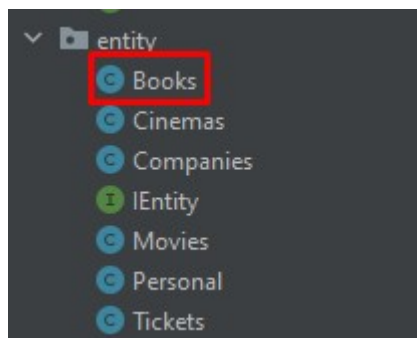 entity
C Books
C Cinemas
C Companies
I IEntity
C Movies
C Personal
C Tickets